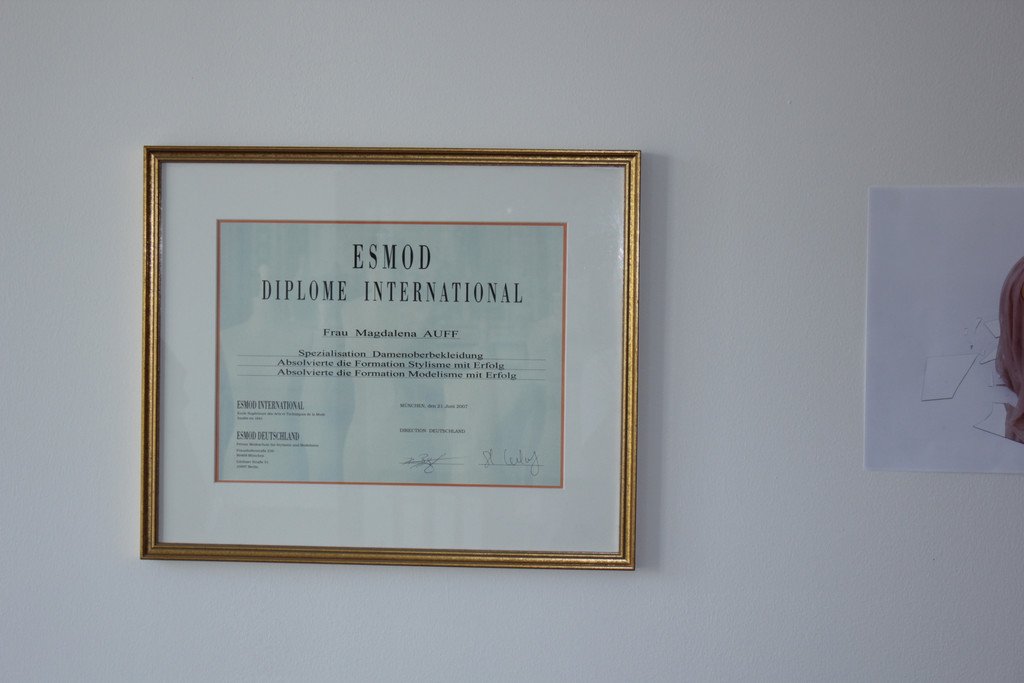 ESMOD
DIPLOME INTERNATIONAL
Frau Magdalena AUFF
Spezialisation Damenoberbekleidung
Absolvierte die Formation Stylisme mit Erfolg
Absolvierte die Formation Modelisme mit Erfolg
ESMOD INTERNATIONAL
MÜNCHEN, den 21. Juni 2007
DIRECTION DEUTSCHLAND
ESMOD DEUTSCHLAND